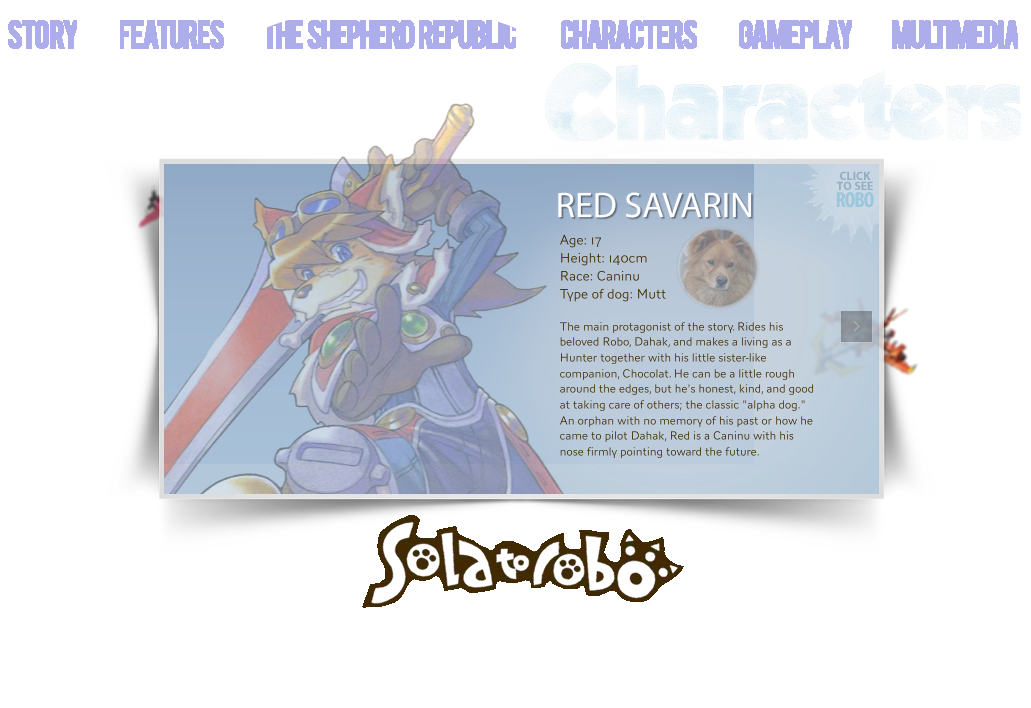 STORY FEATURES THE SHEPHERD REPUBLIC CHARACTERS GAMEPLAY MULTIMEDIA
Characters
CLICK
TO SEE
ROBO
RED SAVARIN
Age: 17
Height: 140cm
Race: Caninu
Type of dog: Mutt
The main protagonist of the story. Rides his
beloved Robo, Dahak, and makes a living as a
Hunter together with his little sister-like
companion, Chocolat. He can be a little rough
around the edges, but he's honest, kind, and good
at taking care of others; the classic "alpha dog."
An orphan with no memory of his past or how he
came to pilot Dahak, Red is a Caninu with his
nose firmly pointing toward the future.
Solatorobo